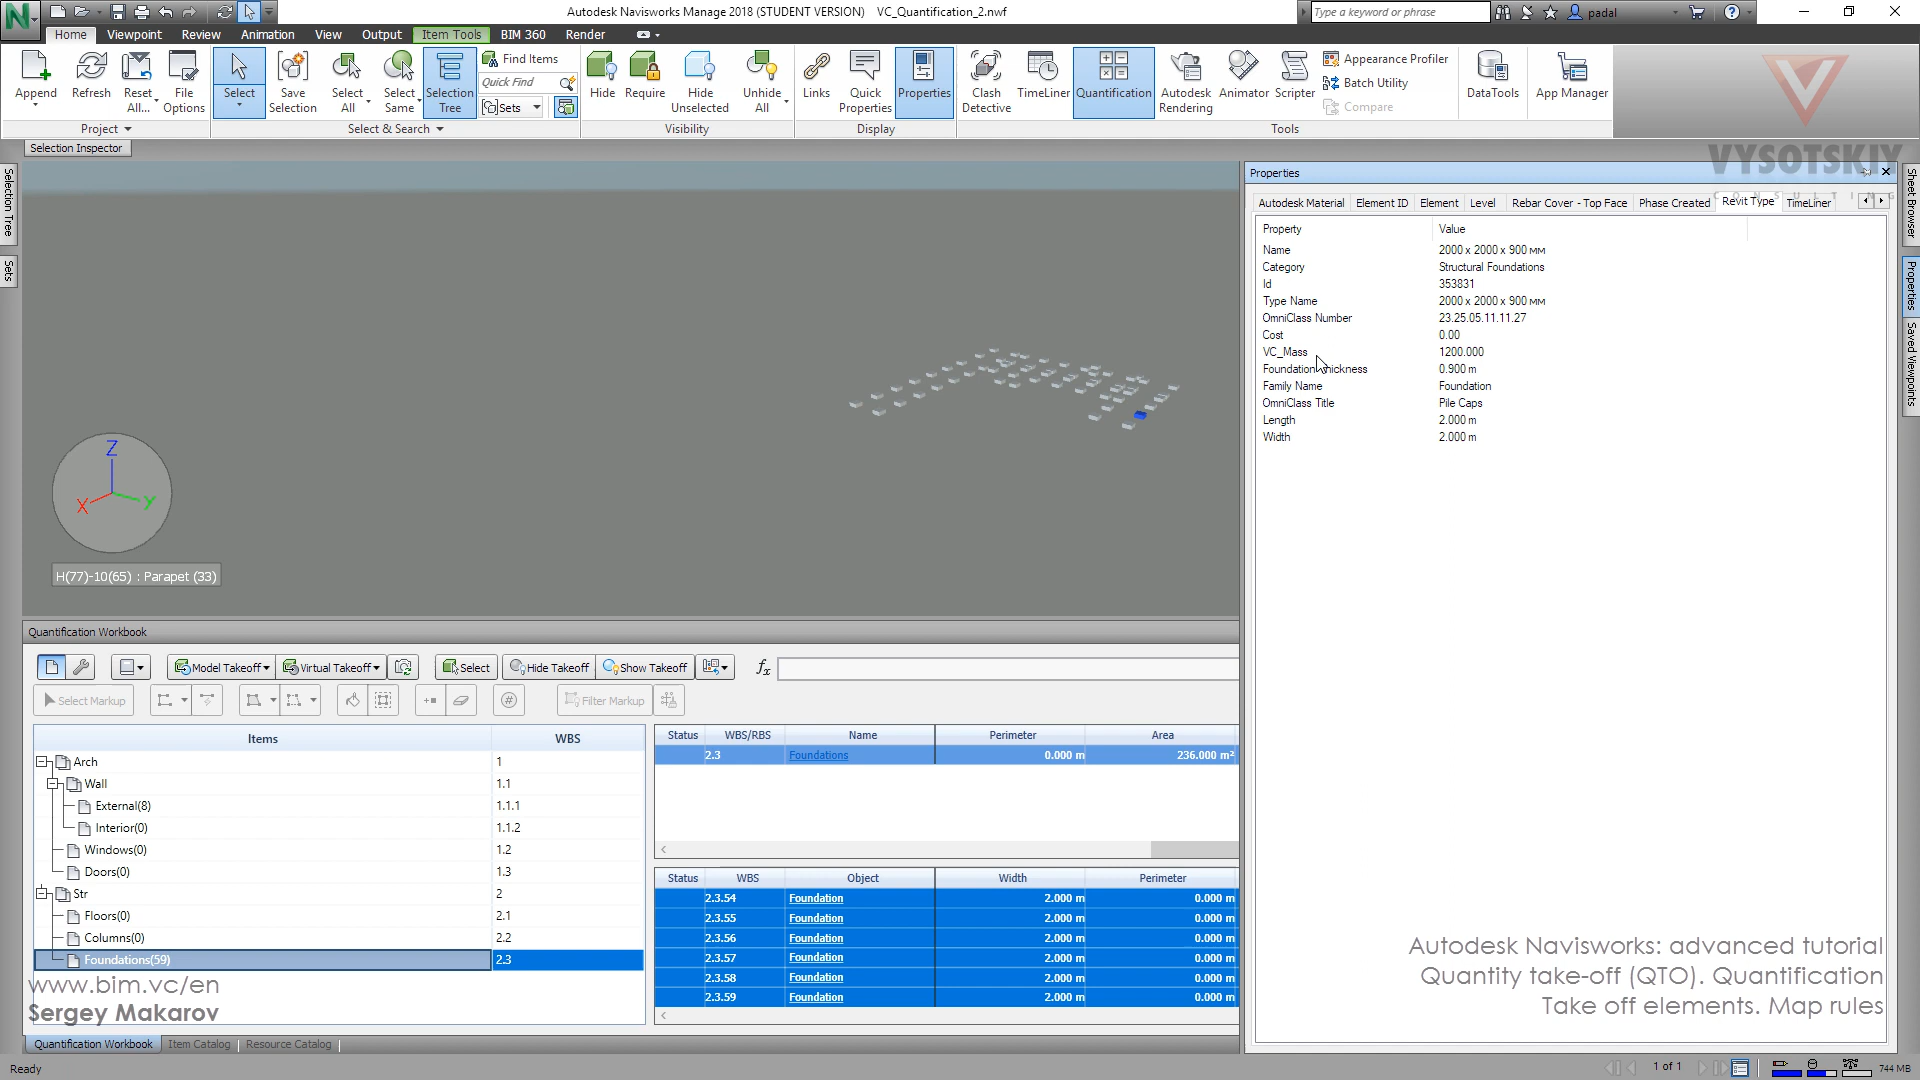 Autodesk Navisworks Manage 2018 (STUDENT VERSION) VC_Quantification_2.nwf
Type a keyword or phrase
padal
Home Viewpoint Review Animation View Output Item Tools BIM 360 Render
Append Refresh Reset All... File Options
Project
Select Save Selection Select All Select Same Selection Tree
Find Items
Quick Find
Sets
Select & Search
Hide Require Hide Unselected Unhide All
Visibility
Links Quick Properties Properties
Display
Clash Detective TimeLiner Quantification Autodesk Rendering Animator Scripter
Appearance Profiler
Batch Utility
Compare
Tools
DataTools App Manager
VYSOTSKIY
CONSULTING
Selection Inspector
Selection Tree
Sets
Sheet Browser
Properties
Saved Viewpoints
Properties
Autodesk Material Element ID Element Level Rebar Cover - Top Face Phase Created Revit Type TimeLiner
Property Value
Name 2000 x 2000 x 900 мм
Category Structural Foundations
Id 353831
Type Name 2000 x 2000 x 900 мм
OmniClass Number 23.25.05.11.11.27
Cost 0.00
VC_Mass 1200.000
Foundation Thickness 0.900 m
Family Name Foundation
OmniClass Title Pile Caps
Length 2.000 m
Width 2.000 m
Z
X
Y
H(77)-10(65) : Parapet (33)
Quantification Workbook
Model Takeoff Virtual Takeoff Select Hide Takeoff Show Takeoff fx
Select Markup Filter Markup
Items WBS
Arch 1
Wall 1.1
External(8) 1.1.1
Interior(0) 1.1.2
Windows(0) 1.2
Doors(0) 1.3
Str 2
Floors(0) 2.1
Columns(0) 2.2
Foundations(59) 2.3
Status WBS/RBS Name Perimeter Area
2.3 Foundations 0.000 m 236.000 m²
Status WBS Object Width Perimeter
2.3.54 Foundation 2.000 m 0.000 m
2.3.55 Foundation 2.000 m 0.000 m
2.3.56 Foundation 2.000 m 0.000 m
2.3.57 Foundation 2.000 m 0.000 m
2.3.58 Foundation 2.000 m 0.000 m
2.3.59 Foundation 2.000 m 0.000 m
www.bim.vc/en
Sergey Makarov
Autodesk Navisworks: advanced tutorial
Quantity take-off (QTO). Quantification
Take off elements. Map rules
Quantification Workbook Item Catalog Resource Catalog
Ready
1 of 1
744 MB